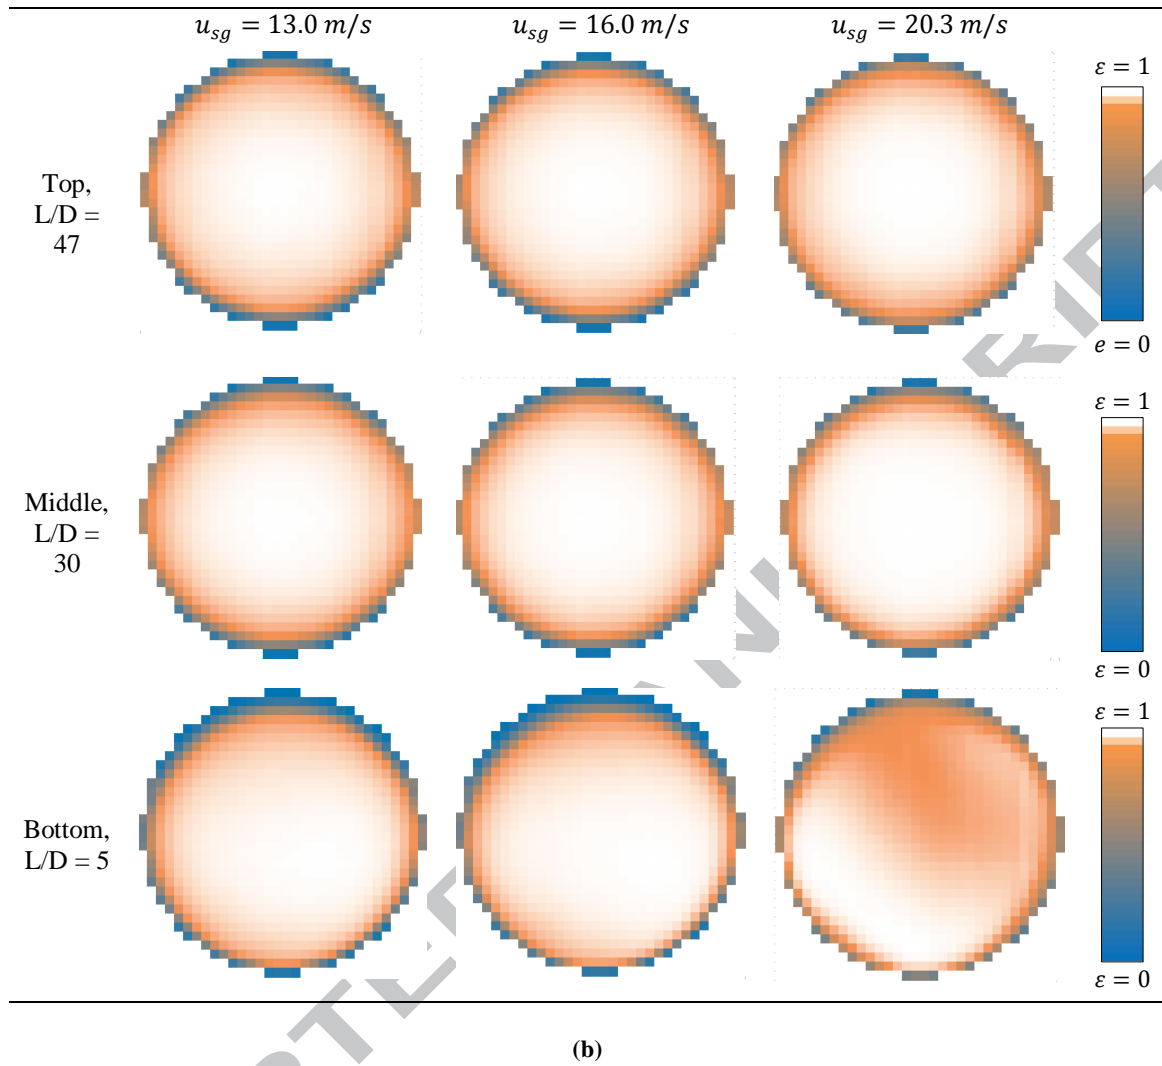 u_sg = 13.0 m/s u_sg = 16.0 m/s u_sg = 20.3 m/s
ε = 1
Top,
L/D =
47
e = 0
ε = 1
Middle,
L/D =
30
ε = 0
ε = 1
Bottom,
L/D = 5
ε = 0
(b)